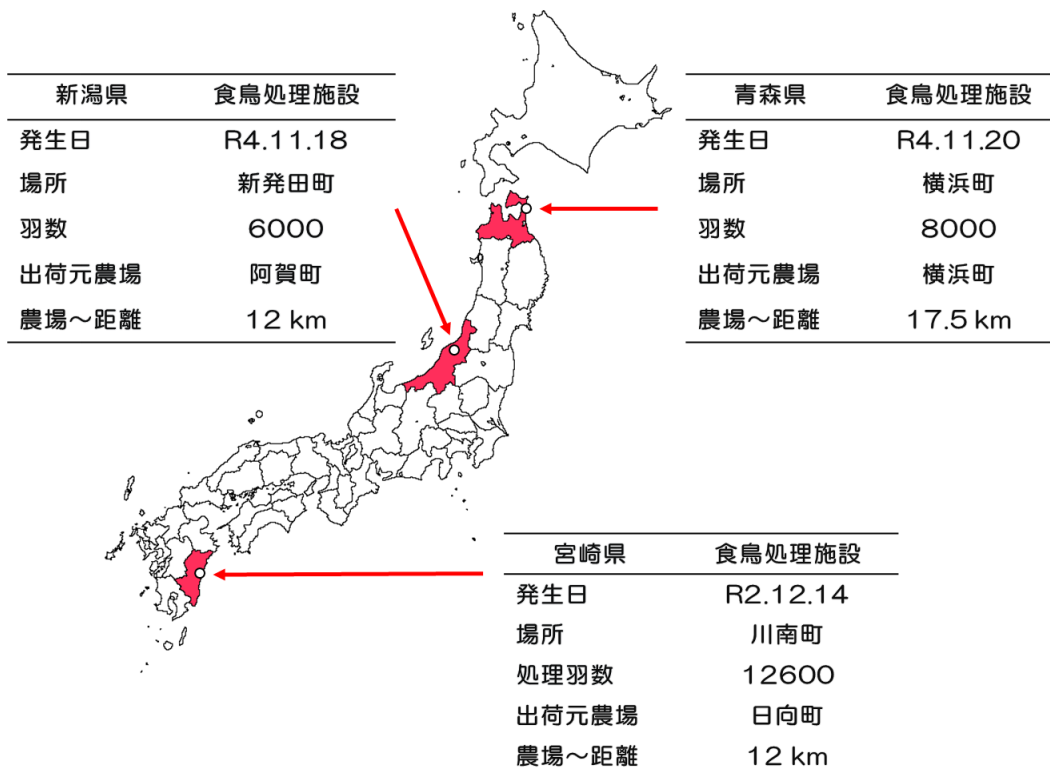 新潟県 食鳥処理施設
発生日 R4.11.18
場所 新発田町
羽数 6000
出荷元農場 阿賀町
農場～距離 12 km
青森県 食鳥処理施設
発生日 R4.11.20
場所 横浜町
羽数 8000
出荷元農場 横浜町
農場～距離 17.5 km
宮崎県 食鳥処理施設
発生日 R2.12.14
場所 川南町
処理羽数 12600
出荷元農場 日向町
農場～距離 12 km